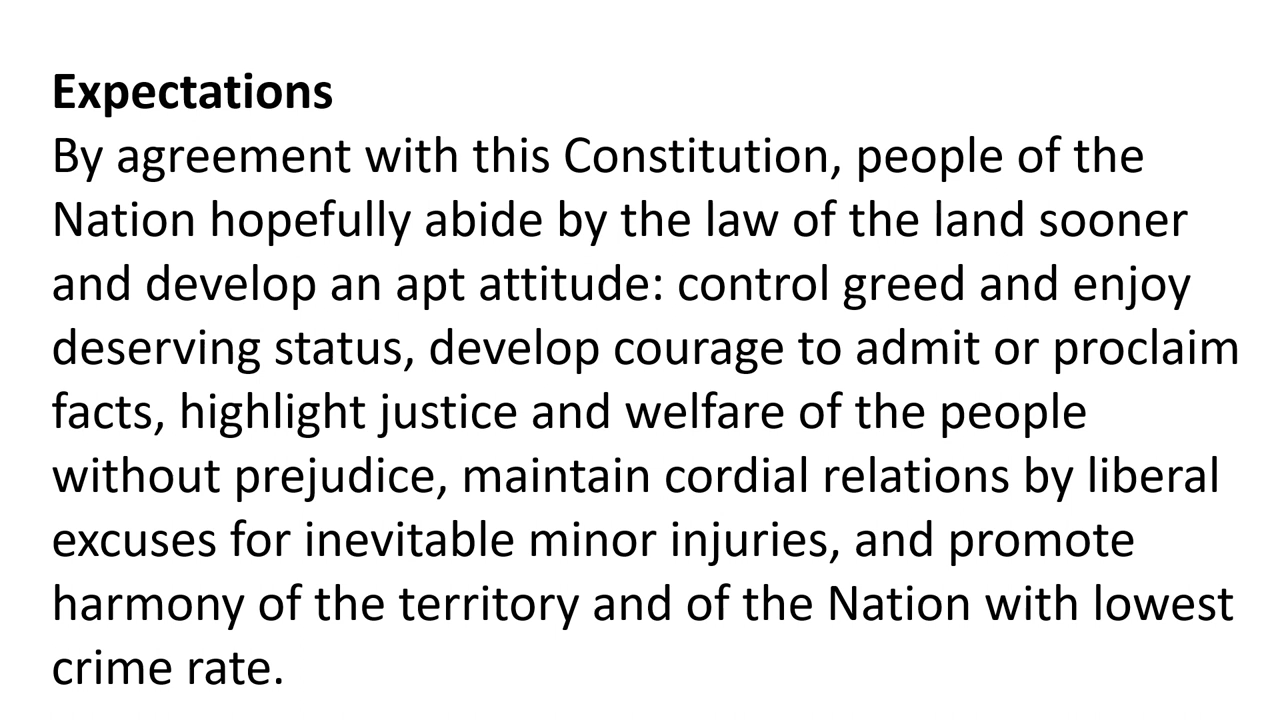 Expectations
By agreement with this Constitution, people of the
Nation hopefully abide by the law of the land sooner
and develop an apt attitude: control greed and enjoy
deserving status, develop courage to admit or proclaim
facts, highlight justice and welfare of the people
without prejudice, maintain cordial relations by liberal
excuses for inevitable minor injuries, and promote
harmony of the territory and of the Nation with lowest
crime rate.